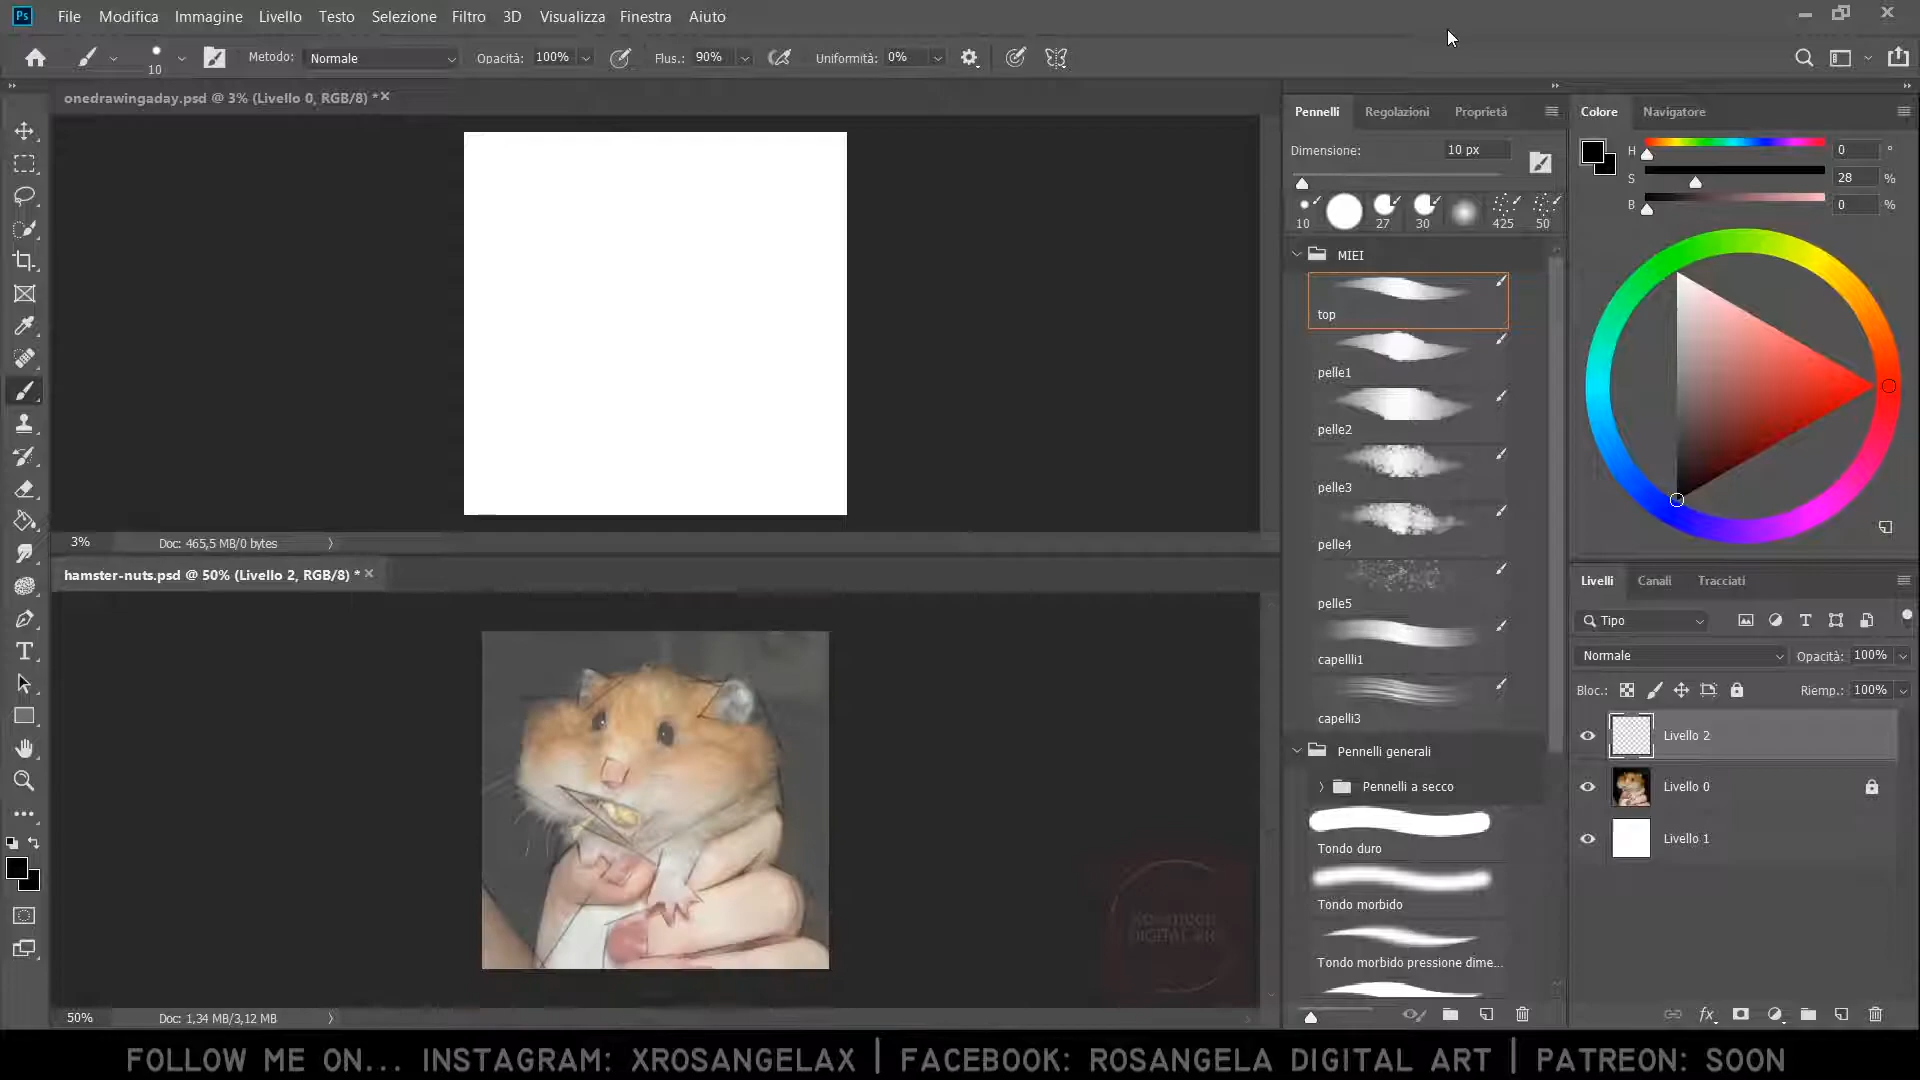 Ps File Modifica Immagine Livello Testo Selezione Filtro 3D Visualizza Finestra Aiuto
10 Metodo: Normale Opacità: 100% Flus.: 90% Uniformità: 0%
onedrawingaday.psd @ 3% (Livello 0, RGB/8) *
3% Doc: 465,5 MB/0 bytes
hamster-nuts.psd @ 50% (Livello 2, RGB/8) *
50% Doc: 1,34 MB/3,12 MB
Pennelli Regolazioni Proprietà
Dimensione: 10 px
10 27 30 425 50
MIEI
top
pelle1
pelle2
pelle3
pelle4
pelle5
capellli1
capelli3
Pennelli generali
Pennelli a secco
Tondo duro
Tondo morbido
Tondo morbido pressione dime...
Colore Navigatore
H 0 °
S 28 %
B 0 %
Livelli Canali Tracciati
Tipo
Normale Opacità: 100%
Bloc.: Riemp.: 100%
Livello 2
Livello 0
Livello 1
FOLLOW ME ON... INSTAGRAM: XROSANGELAX | FACEBOOK: ROSANGELA DIGITAL ART | PATREON: SOON